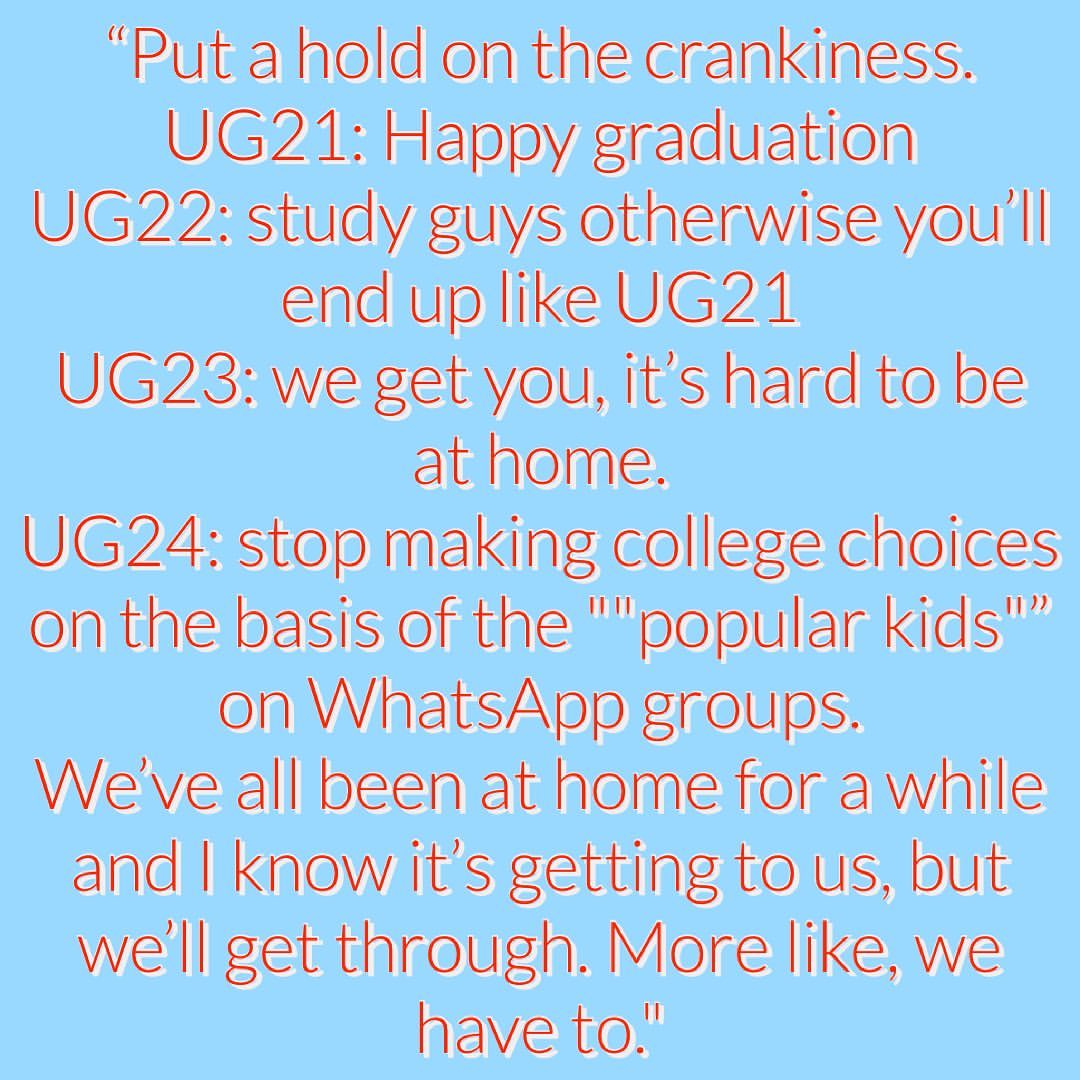 “Put a hold on the crankiness.
UG21: Happy graduation
UG22: study guys otherwise you’ll
end up like UG21
UG23: we get you, it’s hard to be
at home.
UG24: stop making college choices
on the basis of the ""popular kids"”
on WhatsApp groups.
We’ve all been at home for a while
and I know it’s getting to us, but
we’ll get through. More like, we
have to."